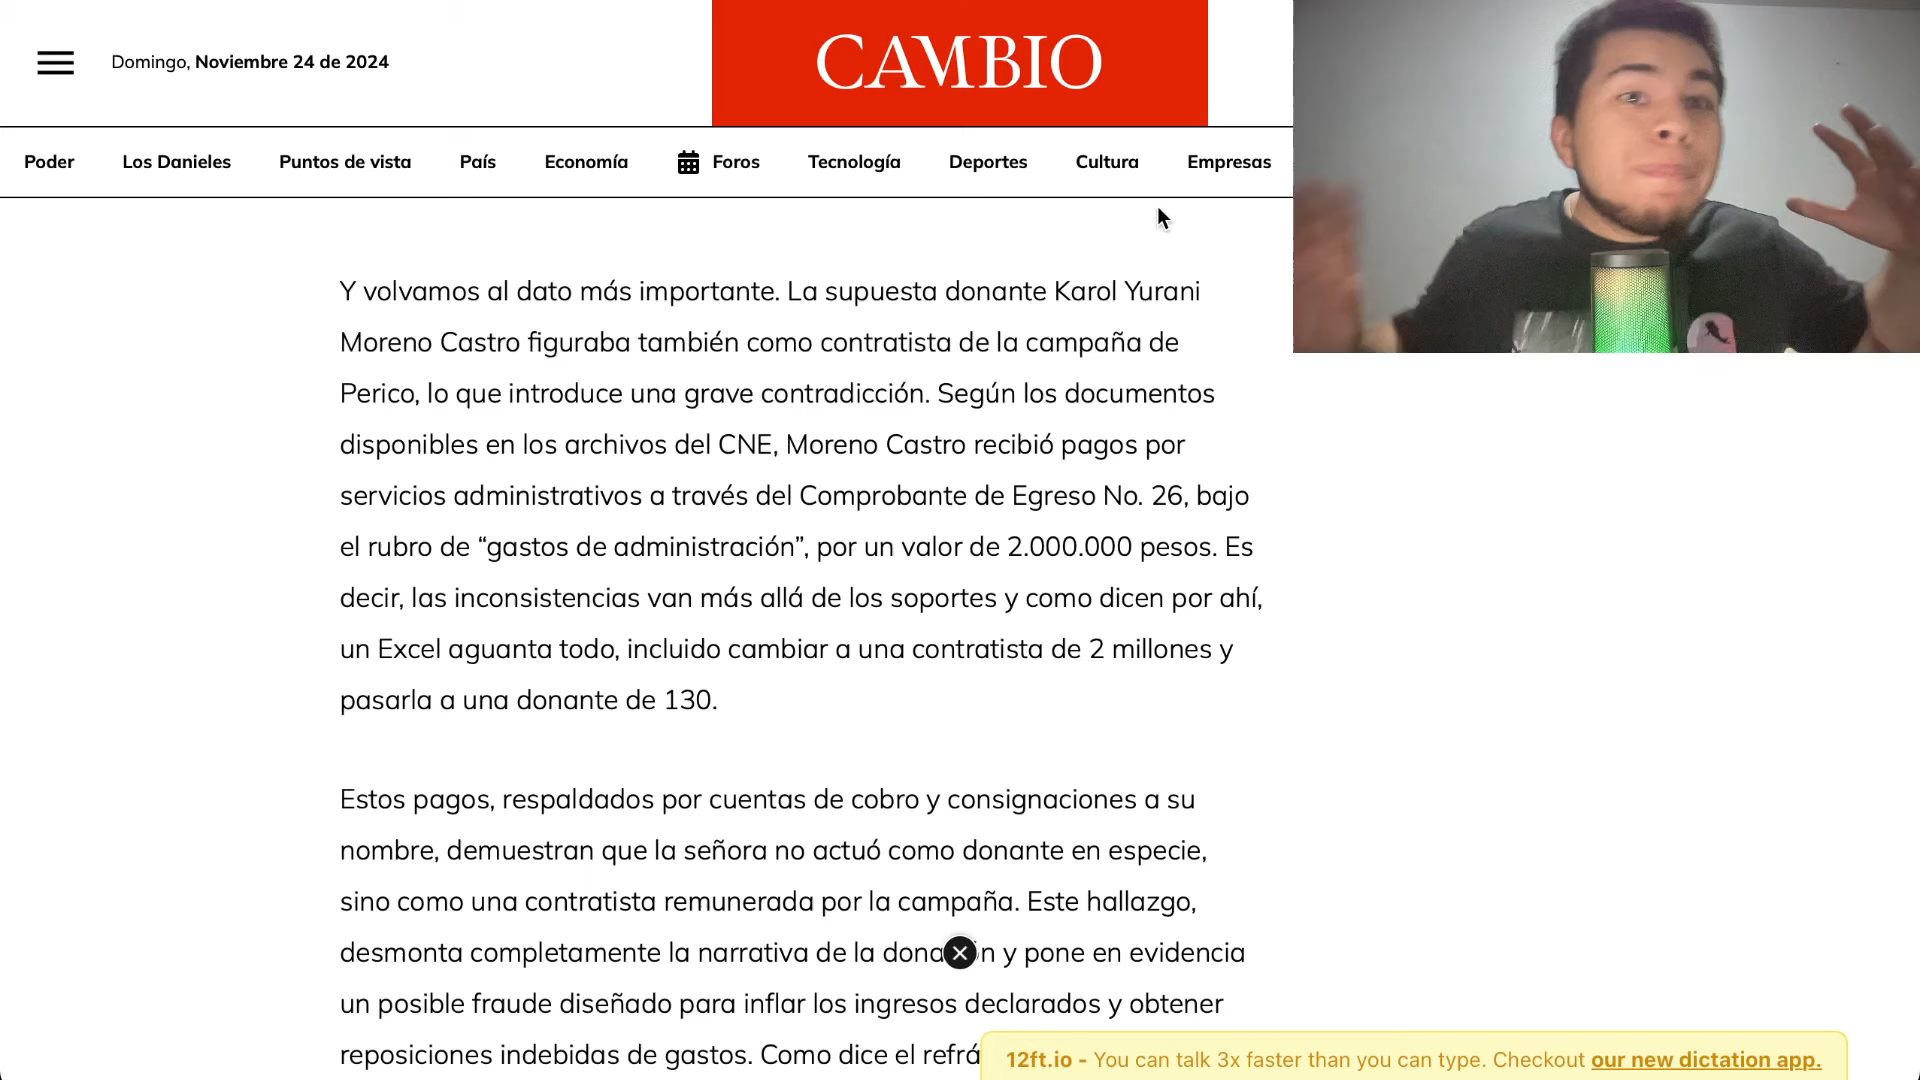 Domingo, Noviembre 24 de 2024
CAMBIO
Poder Los Danieles Puntos de vista País Economía Foros Tecnología Deportes Cultura Empresas
Y volvamos al dato más importante. La supuesta donante Karol Yurani
Moreno Castro figuraba también como contratista de la campaña de
Perico, lo que introduce una grave contradicción. Según los documentos
disponibles en los archivos del CNE, Moreno Castro recibió pagos por
servicios administrativos a través del Comprobante de Egreso No. 26, bajo
el rubro de “gastos de administración”, por un valor de 2.000.000 pesos. Es
decir, las inconsistencias van más allá de los soportes y como dicen por ahí,
un Excel aguanta todo, incluido cambiar a una contratista de 2 millones y
pasarla a una donante de 130.
Estos pagos, respaldados por cuentas de cobro y consignaciones a su
nombre, demuestran que la señora no actuó como donante en especie,
sino como una contratista remunerada por la campaña. Este hallazgo,
desmonta completamente la narrativa de la y pone en evidencia
un posible fraude diseñado para inflar los ingresos declarados y obtener
reposiciones indebidas de gastos. Como dice el
12ft.io - You can talk 3x faster than you can type. Checkout our new dictation app.